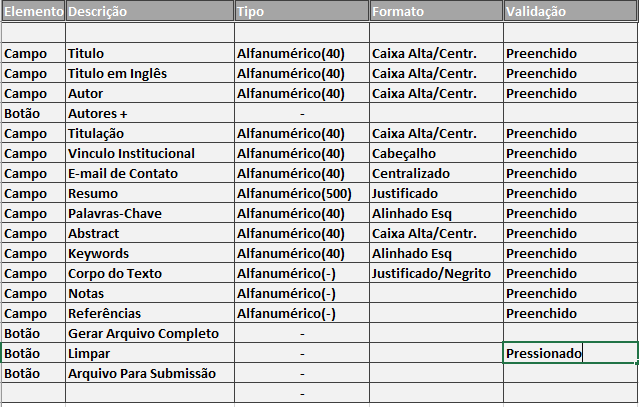 Elemento Descrição Tipo Formato Validação
Campo Titulo Alfanumérico(40) Caixa Alta/Centr. Preenchido
Campo Titulo em Inglês Alfanumérico(40) Caixa Alta/Centr. Preenchido
Campo Autor Alfanumérico(40) Caixa Alta/Centr. Preenchido
Botão Autores + -
Campo Titulação Alfanumérico(40) Caixa Alta/Centr. Preenchido
Campo Vinculo Institucional Alfanumérico(40) Cabeçalho Preenchido
Campo E-mail de Contato Alfanumérico(40) Centralizado Preenchido
Campo Resumo Alfanumérico(500) Justificado Preenchido
Campo Palavras-Chave Alfanumérico(40) Alinhado Esq Preenchido
Campo Abstract Alfanumérico(40) Caixa Alta/Centr. Preenchido
Campo Keywords Alfanumérico(40) Alinhado Esq Preenchido
Campo Corpo do Texto Alfanumérico(-) Justificado/Negrito Preenchido
Campo Notas Alfanumérico(-) Preenchido
Campo Referências Alfanumérico(-) Preenchido
Botão Gerar Arquivo Completo -
Botão Limpar - Pressionado
Botão Arquivo Para Submissão -
-